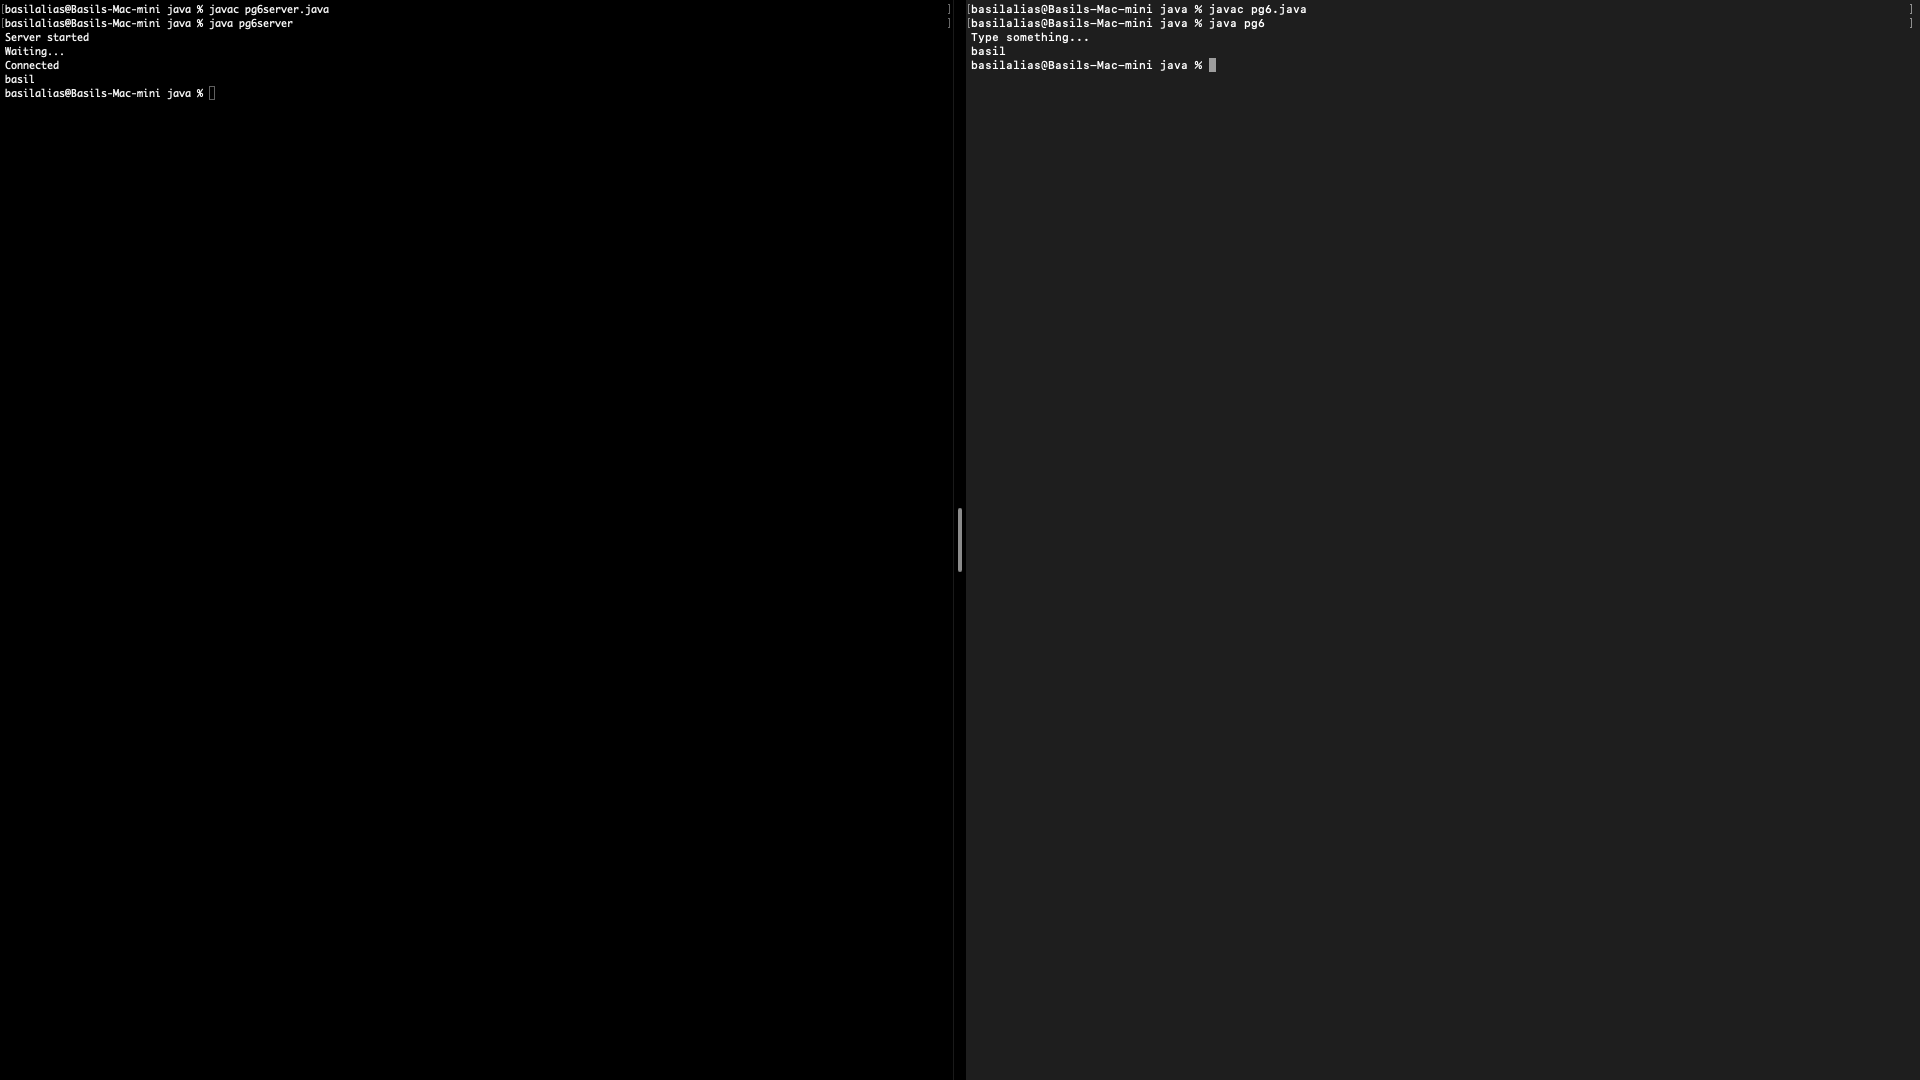 [basilalias@Basils-Mac-mini java % javac pg6server.java ]
[basilalias@Basils-Mac-mini java % java pg6server ]
Server started
Waiting...
Connected
basil
basilalias@Basils-Mac-mini java %
[basilalias@Basils-Mac-mini java % javac pg6.java ]
[basilalias@Basils-Mac-mini java % java pg6 ]
Type something...
basil
basilalias@Basils-Mac-mini java %